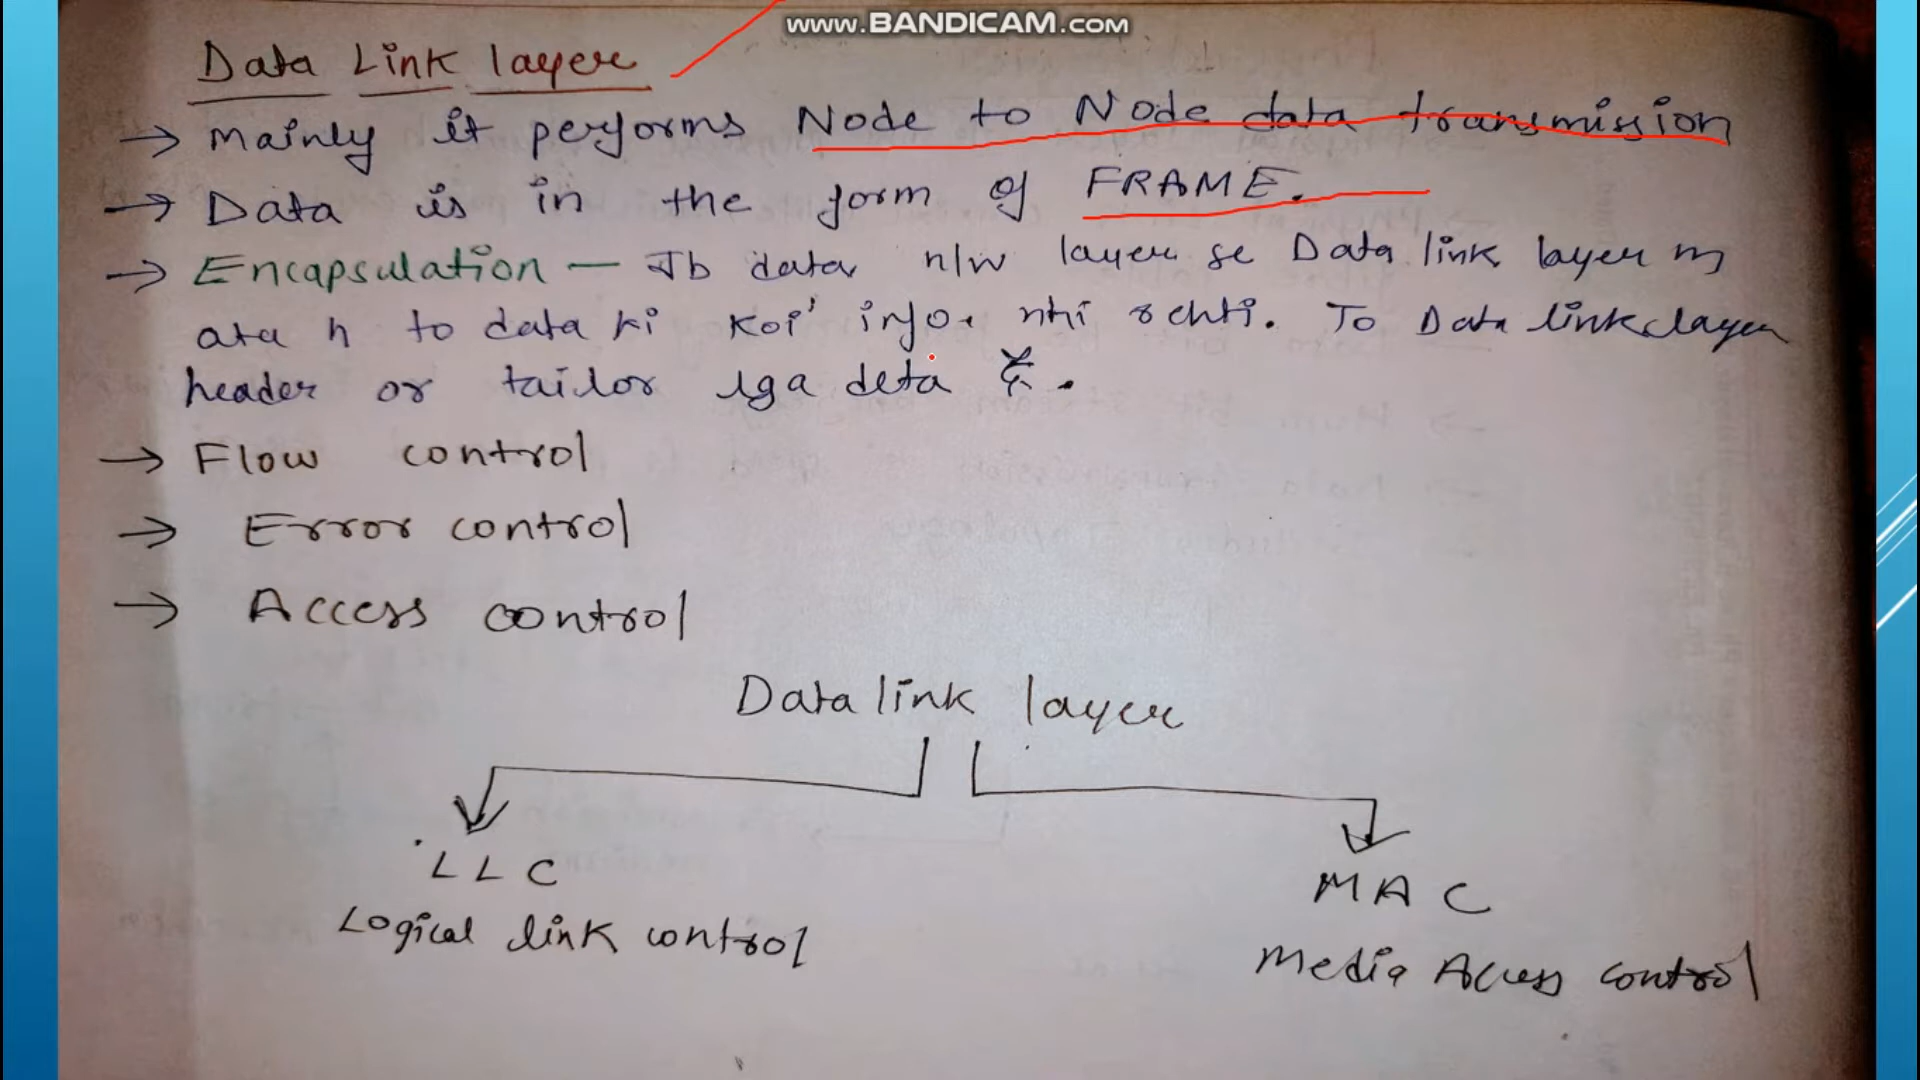 www.BANDICAM.com
Data Link layer
→ Mainly it performs Node to Node data transmission
→ Data is in the form of FRAME.
→ Encapsulation — Jb data n/w layer se Data link layer m
ata h to data ki koi info. nhi rehti. To Data link layer
header or tailor lga deta है.
→ Flow control
→ Error control
→ Access control
Data link layer
LLC MAC
Logical link control Media Access control